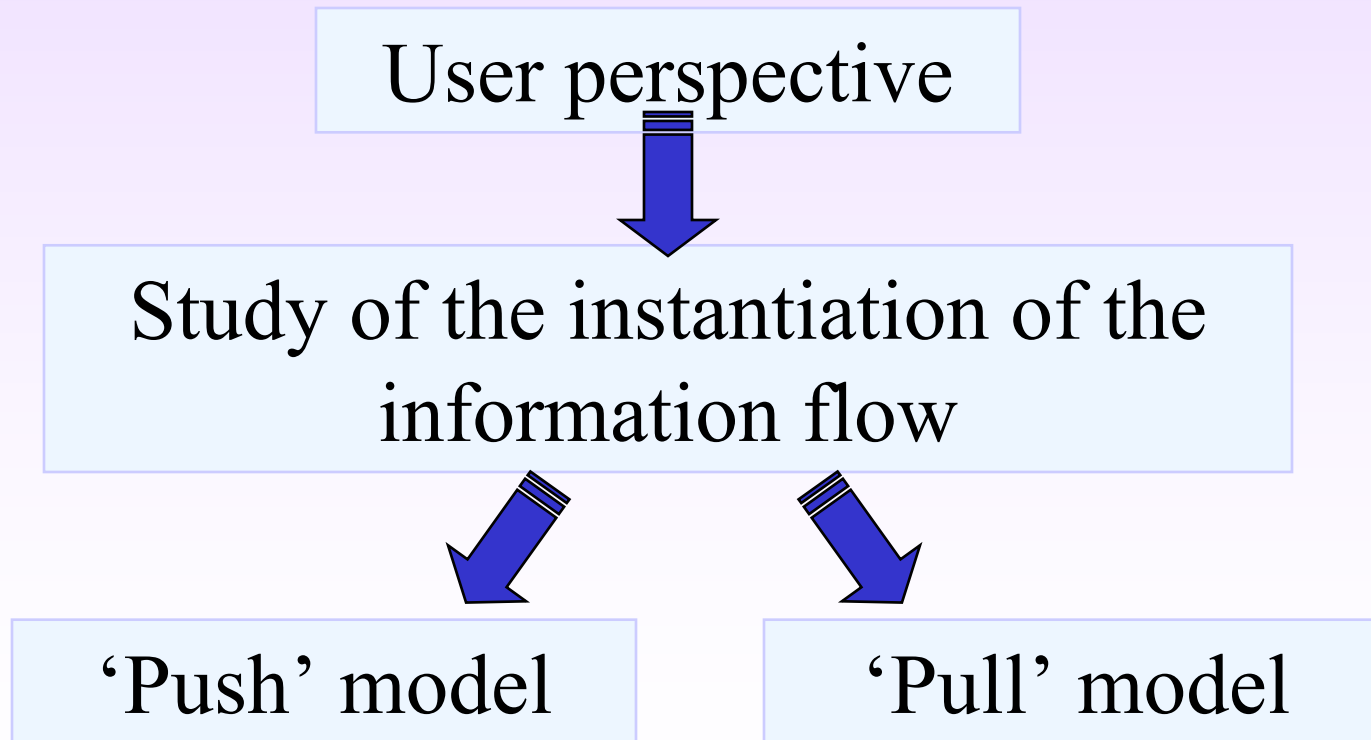 User perspective
Study of the instantiation of the
information flow
‘Push’ model
‘Pull’ model